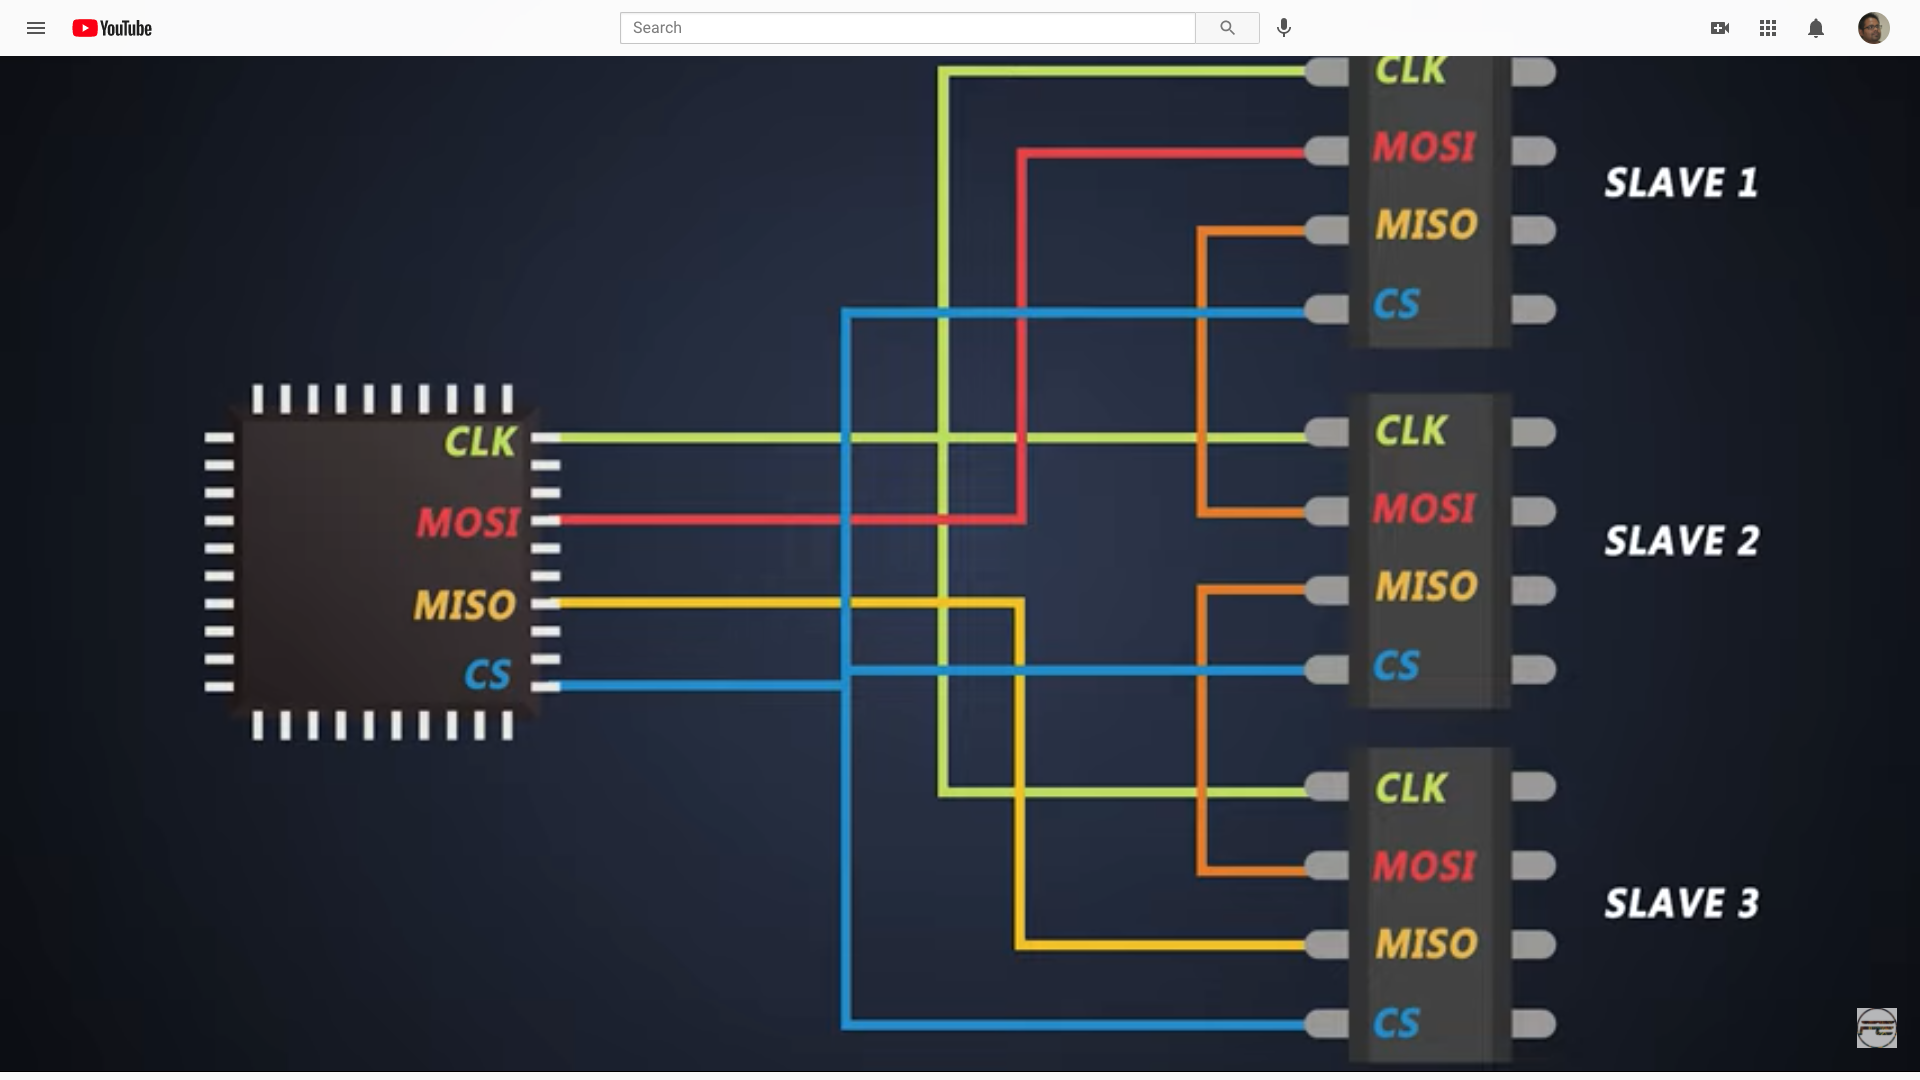 YouTube
Search
CLK
MOSI
MISO
CS
SLAVE 1
CLK
MOSI
MISO
CS
CLK
MOSI
MISO
CS
SLAVE 2
CLK
MOSI
MISO
CS
SLAVE 3